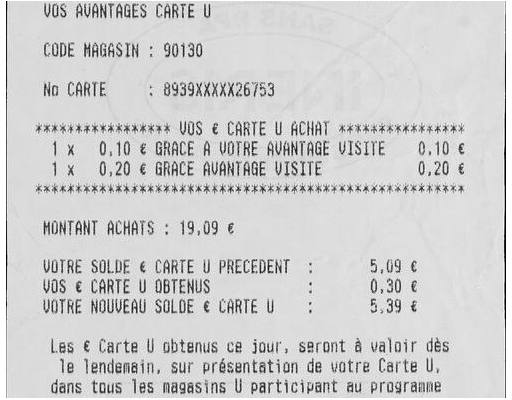 VOS AVANTAGES CARTE U
CODE MAGASIN : 90130
No CARTE : 8939XXXXX26753
***************** VOS € CARTE U ACHAT ****************
1 x 0,10 € GRACE A VOTRE AVANTAGE VISITE 0,10 €
1 x 0,20 € GRACE AVANTAGE VISITE 0,20 €
******************************************************
MONTANT ACHATS : 19,09 €
VOTRE SOLDE € CARTE U PRECEDENT : 5,09 €
VOS € CARTE U OBTENUS : 0,30 €
VOTRE NOUVEAU SOLDE € CARTE U : 5,39 €
Les € Carte U obtenus ce jour, seront à valoir dès
le lendemain, sur présentation de votre Carte U,
dans tous les magasins U participant au programme